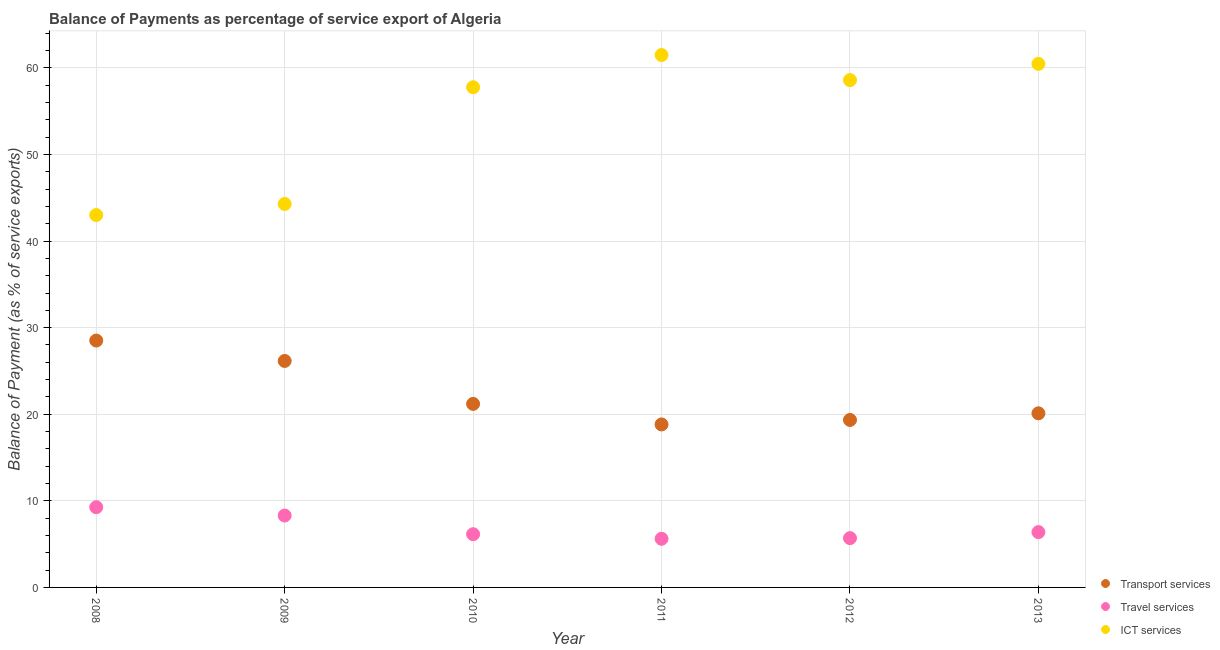 Balance of Payments as percentage of service export of Algeria
Balance of Payment (as % of service exports)
60
50
40
30
20
10
0
2008
2009
2010
2011
2012
2013
Year
Transport services
Travel services
ICT services